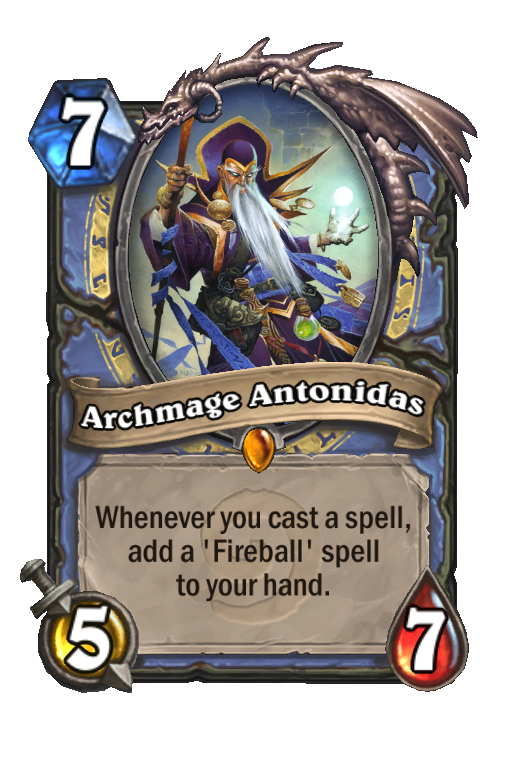 7
Archmage Antonidas
Whenever you cast a spell,
add a 'Fireball' spell
to your hand.
5
7